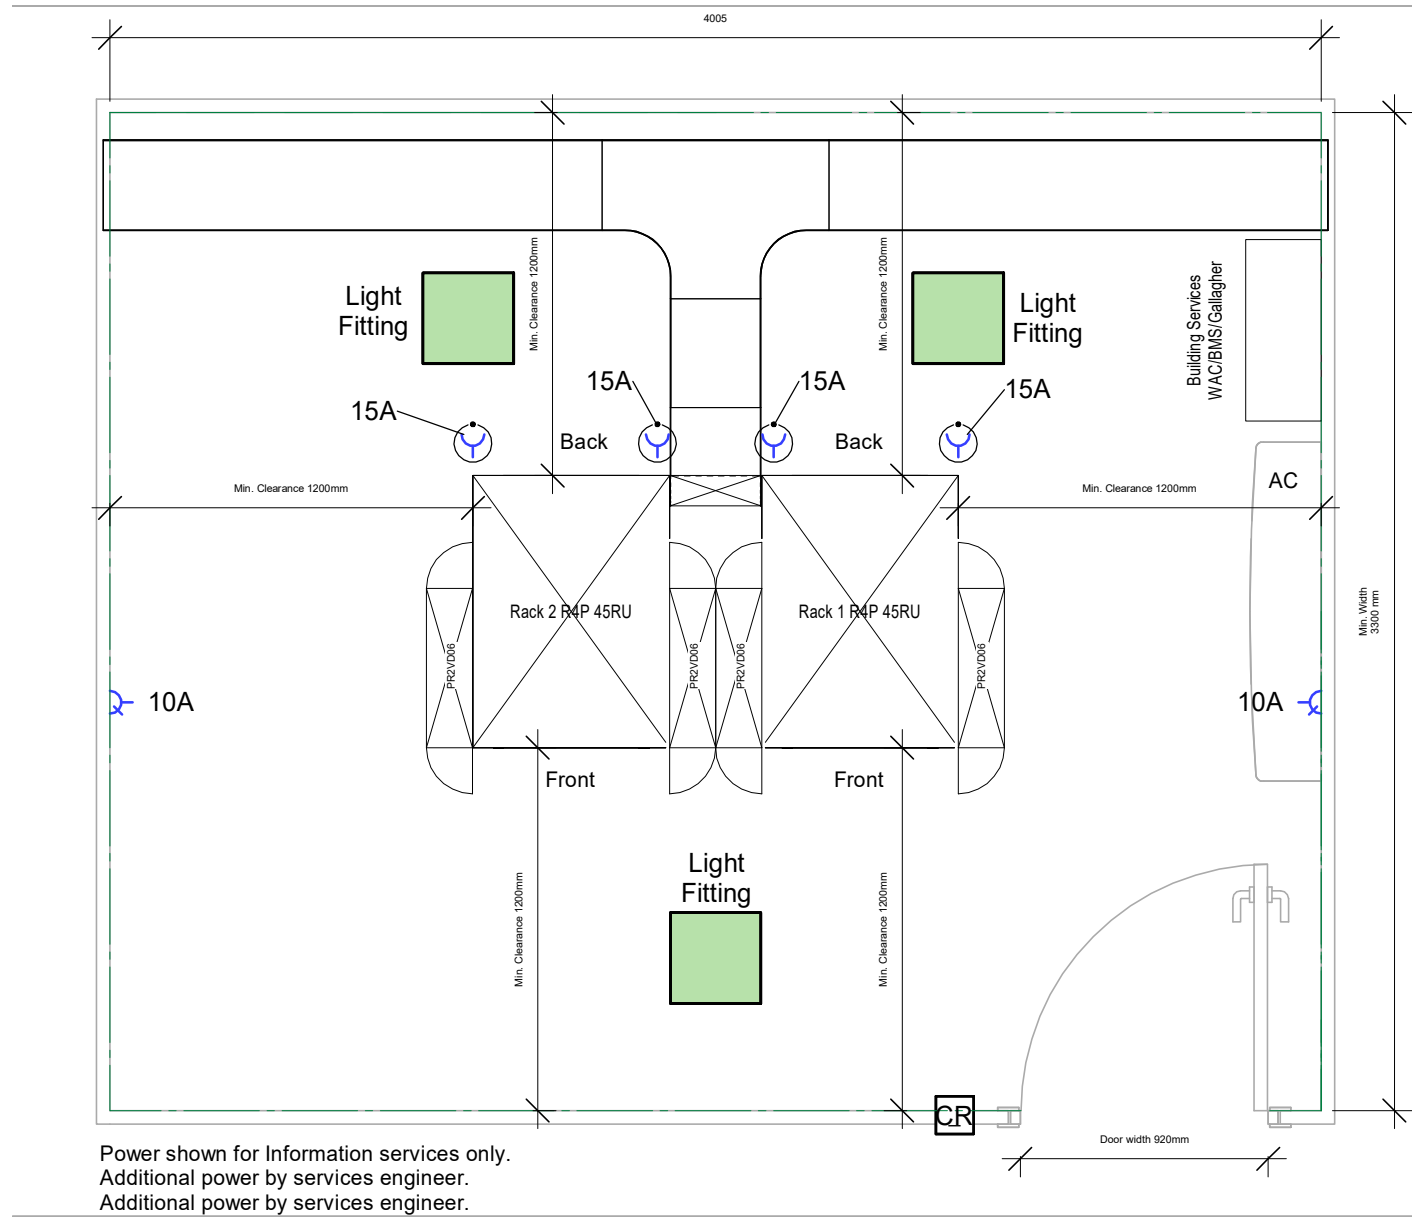 4005
Min. Clearance 1200mm
Min. Clearance 1200mm
Light
Fitting
Light
Fitting
Building Services
WAC/BMS/Gallagher
15A
15A
15A
15A
Back
Back
AC
Min. Clearance 1200mm
Min. Clearance 1200mm
Rack 2 R4P 45RU
Rack 1 R4P 45RU
Min. Width
3300 mm
PR2VD06
PR2VD06
PR2VD06
PR2VD06
10A
10A
Front
Front
Light
Fitting
Min. Clearance 1200mm
Min. Clearance 1200mm
CR
Door width 920mm
Power shown for Information services only.
Additional power by services engineer.
Additional power by services engineer.